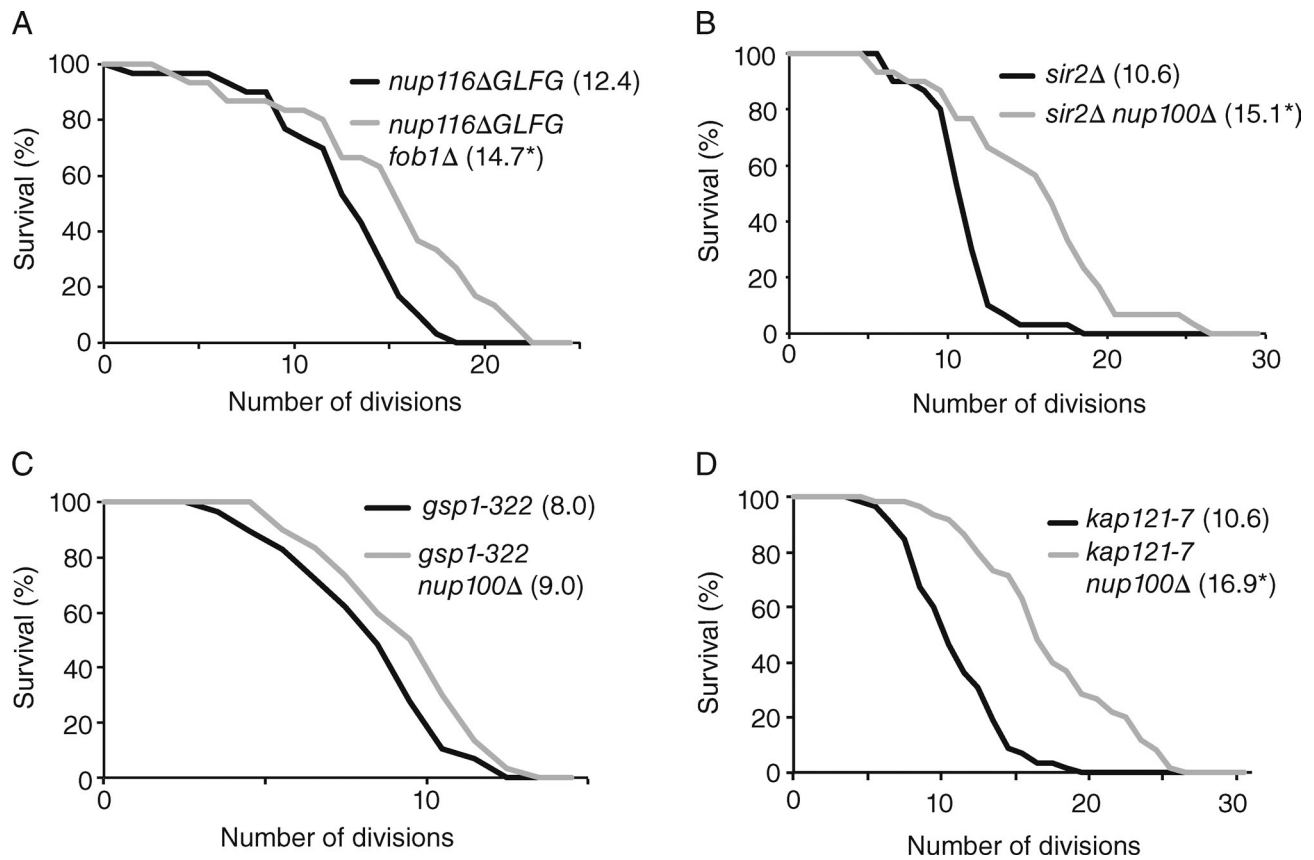 A
100
80
60
40
20
0
Survival (%)
nup116ΔGLFG (12.4)
nup116ΔGLFG
fob1Δ (14.7*)
0
10
20
Number of divisions
B
100
80
60
40
20
0
Survival (%)
sir2Δ (10.6)
sir2Δ nup100Δ (15.1*)
0
10
20
30
Number of divisions
C
100
80
60
40
20
0
Survival (%)
gsp1-322 (8.0)
gsp1-322
nup100Δ (9.0)
0
10
Number of divisions
D
100
80
60
40
20
0
Survival (%)
kap121-7 (10.6)
kap121-7
nup100Δ (16.9*)
0
10
20
30
Number of divisions